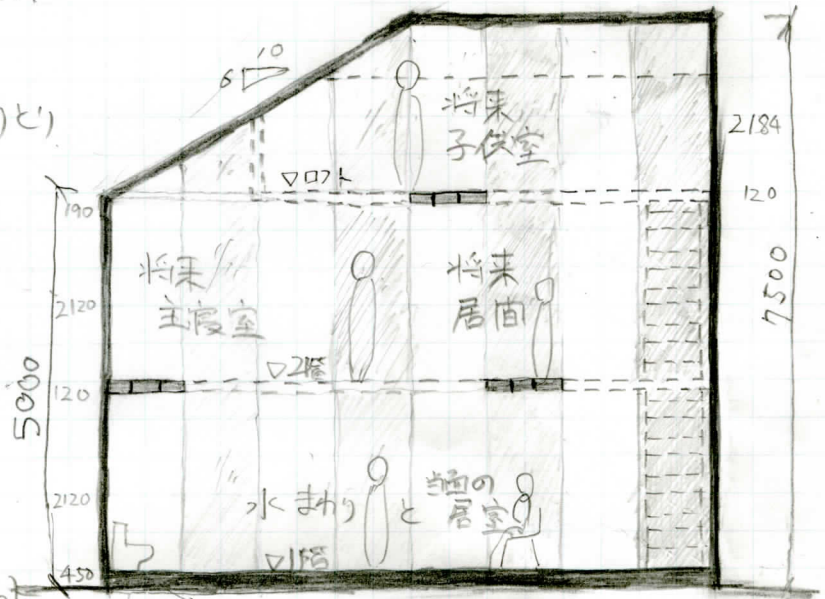 10
6
り)
将来
子供室
2184
▽ロフト
120
190
将来
主寝室
将来
居間
2120
7500
▽2階
120
5000
水まわりと
当面の
居室
2120
▽1階
450